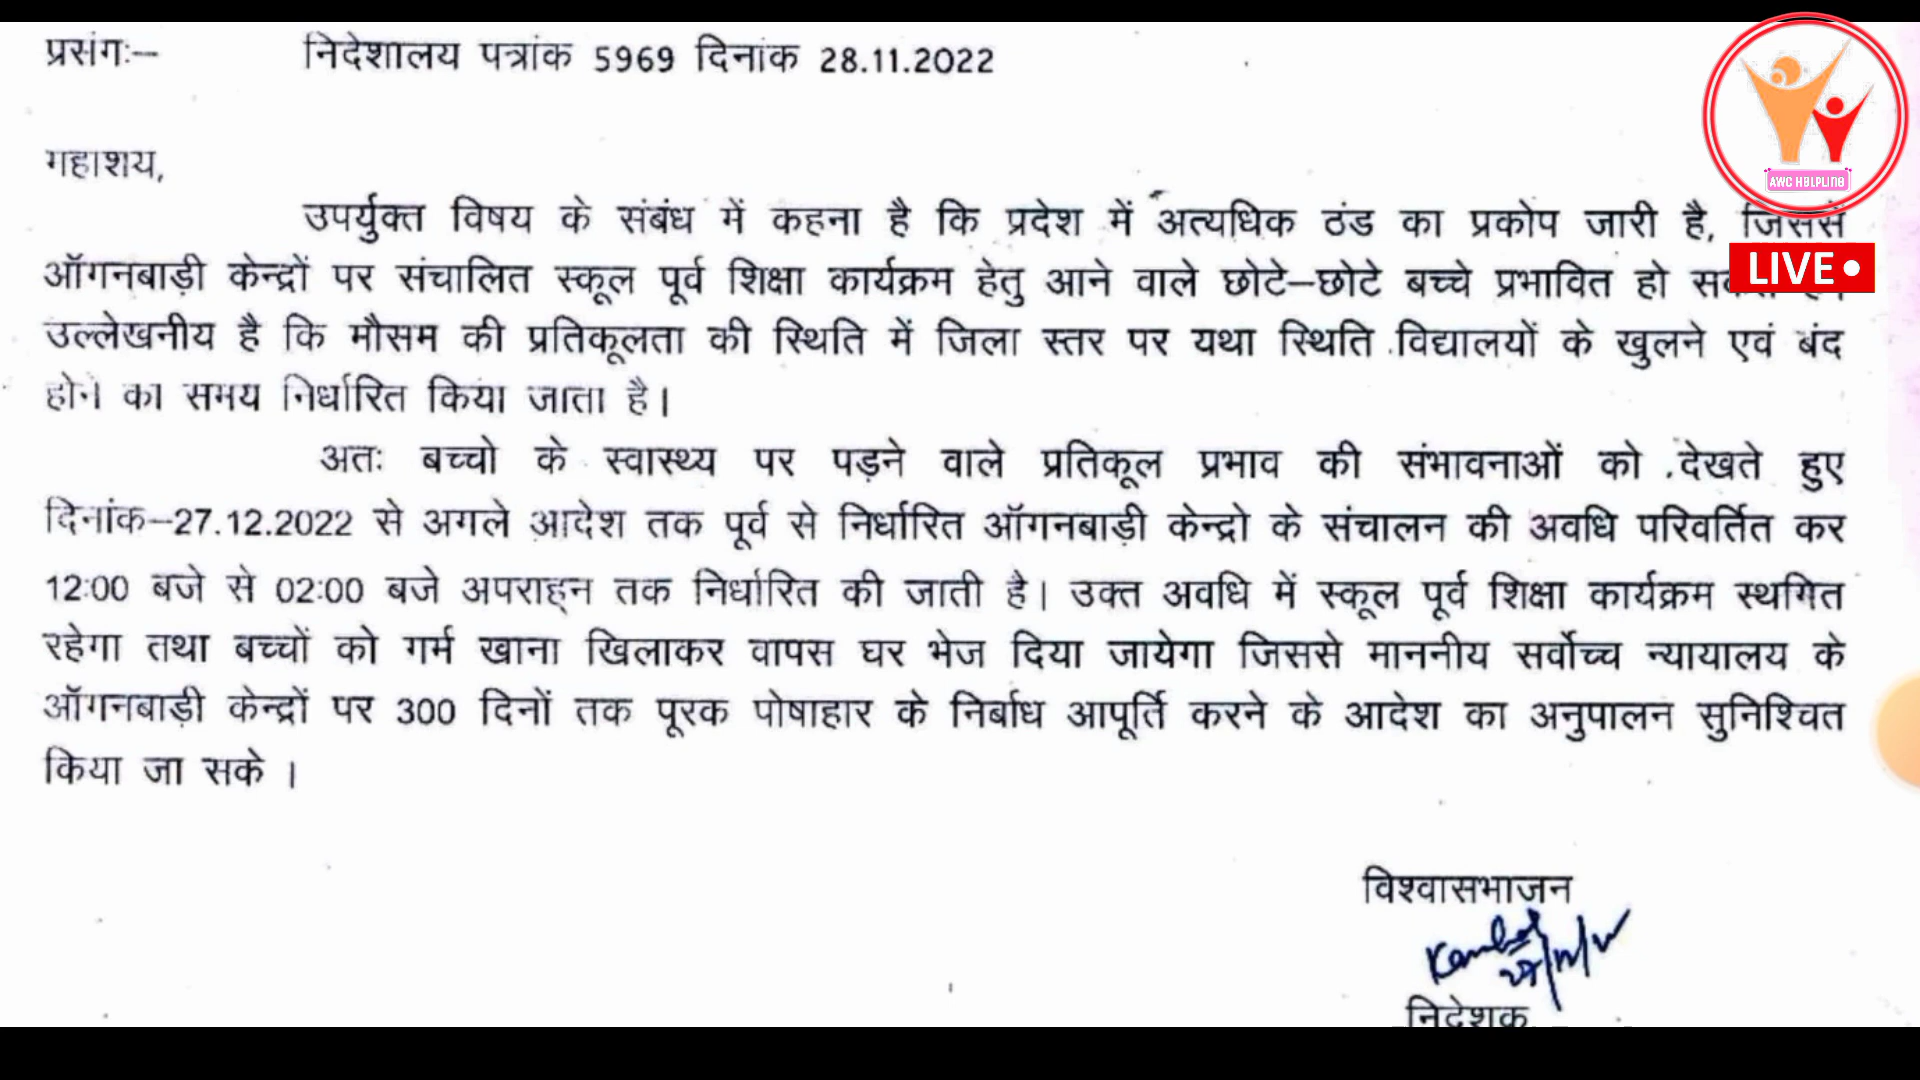 प्रसंगः– निदेशालय पत्रांक 5969 दिनांक 28.11.2022
AWC HELPLINE
गहाशय,
उपर्युक्त विषय के संबंध में कहना है कि प्रदेश में अत्यधिक ठंड का प्रकोप जारी है, जिससे
LIVE
ऑगनबाड़ी केन्द्रों पर संचालित स्कूल पूर्व शिक्षा कार्यक्रम हेतु आने वाले छोटे–छोटे बच्चे प्रभावित हो
उल्लेखनीय है कि मौसम की प्रतिकूलता की स्थिति में जिला स्तर पर यथा स्थिति विद्यालयों के खुलने एवं बंद
होने का समय निर्धारित किया जाता है।
अतः बच्चो के स्वास्थ्य पर पड़ने वाले प्रतिकूल प्रभाव की संभावनाओं को देखते हुए
दिनांक–27.12.2022 से अगले आदेश तक पूर्व से निर्धारित ऑगनबाड़ी केन्द्रो के संचालन की अवधि परिवर्तित कर
12:00 बजे से 02:00 बजे अपराह्न तक निर्धारित की जाती है। उक्त अवधि में स्कूल पूर्व शिक्षा कार्यक्रम स्थगित
रहेगा तथा बच्चों को गर्म खाना खिलाकर वापस घर भेज दिया जायेगा जिससे माननीय सर्वोच्च न्यायालय के
ऑगनबाड़ी केन्द्रों पर 300 दिनों तक पूरक पोषाहार के निर्बाध आपूर्ति करने के आदेश का अनुपालन सुनिश्चित
किया जा सके ।
विश्वासभाजन
निदेशक